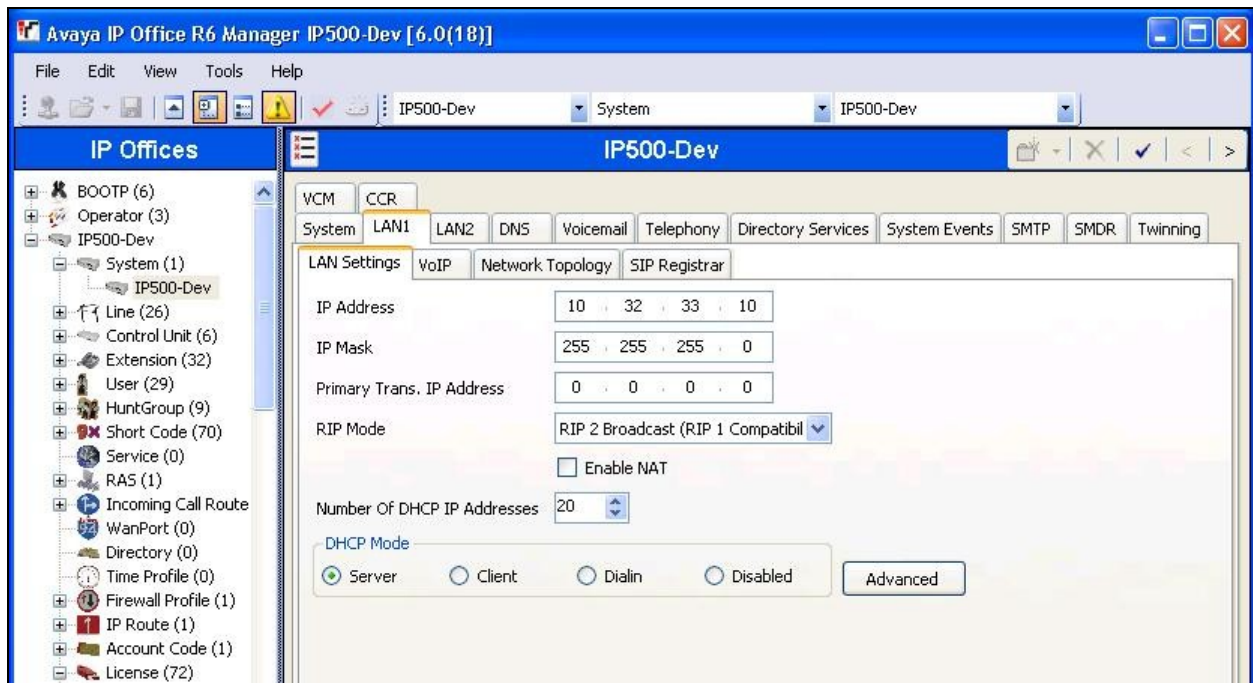 Avaya IP Office R6 Manager IP500-Dev [6.0(18)]
File Edit View Tools Help
IP500-Dev System IP500-Dev
IP Offices
BOOTP (6)
Operator (3)
IP500-Dev
System (1)
IP500-Dev
Line (26)
Control Unit (6)
Extension (32)
User (29)
HuntGroup (9)
Short Code (70)
Service (0)
RAS (1)
Incoming Call Route
WanPort (0)
Directory (0)
Time Profile (0)
Firewall Profile (1)
IP Route (1)
Account Code (1)
License (72)
IP500-Dev
VCM CCR
System LAN1 LAN2 DNS Voicemail Telephony Directory Services System Events SMTP SMDR Twinning
LAN Settings VoIP Network Topology SIP Registrar
IP Address 10 . 32 . 33 . 10
IP Mask 255 . 255 . 255 . 0
Primary Trans. IP Address 0 . 0 . 0 . 0
RIP Mode RIP 2 Broadcast (RIP 1 Compatibil
Enable NAT
Number Of DHCP IP Addresses 20
DHCP Mode
Server Client Dialin Disabled Advanced